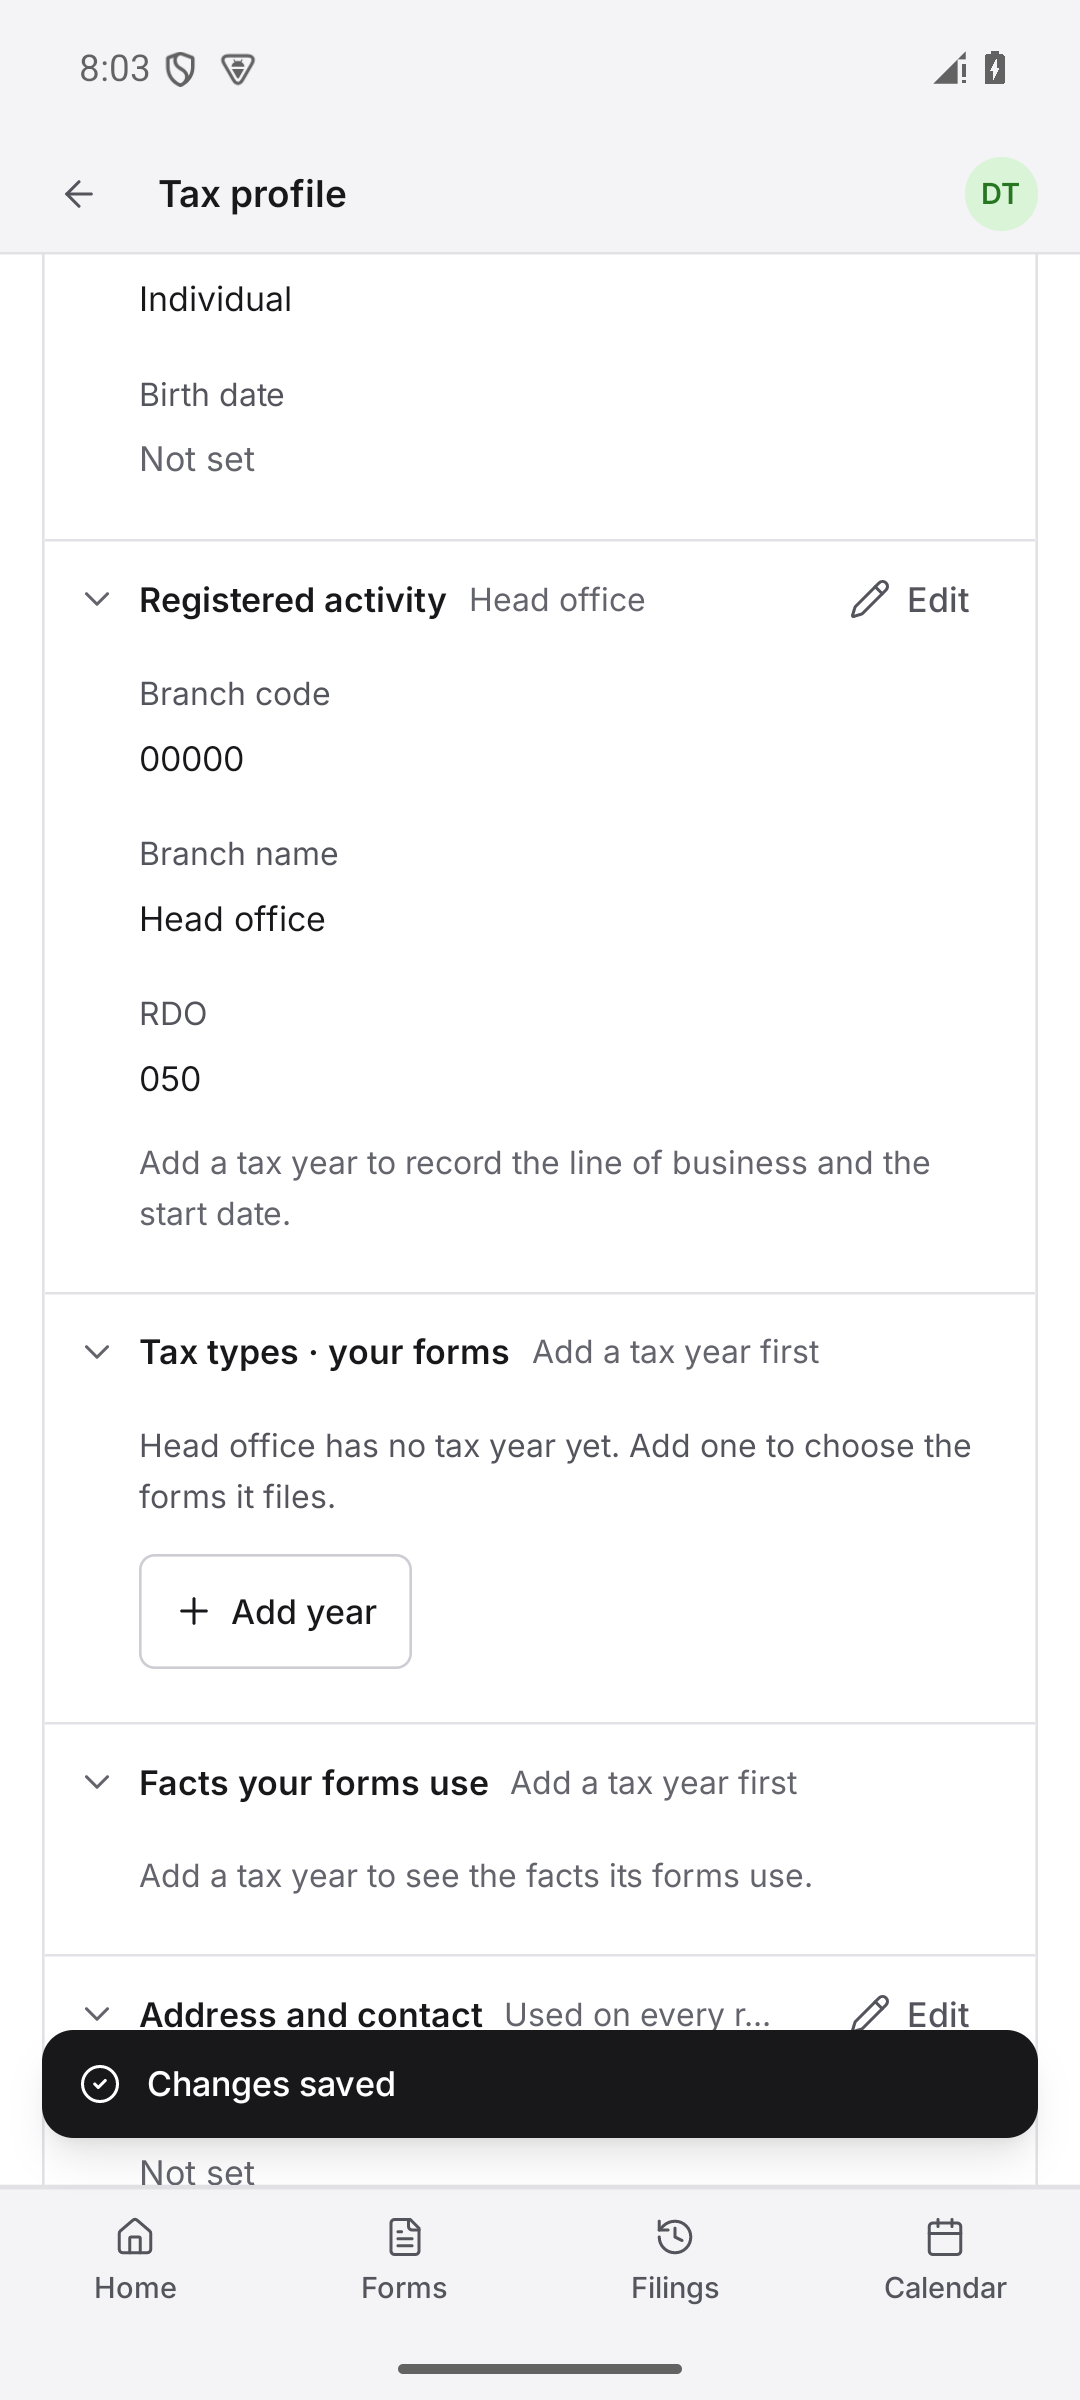 8:03
Tax profile
DT
Individual
Birth date
Not set
Registered activity Head office Edit
Branch code
00000
Branch name
Head office
RDO
050
Add a tax year to record the line of business and the
start date.
Tax types · your forms Add a tax year first
Head office has no tax year yet. Add one to choose the
forms it files.
Add year
Facts your forms use Add a tax year first
Add a tax year to see the facts its forms use.
Address and contact Used on every r... Edit
Changes saved
Not set
Home Forms Filings Calendar